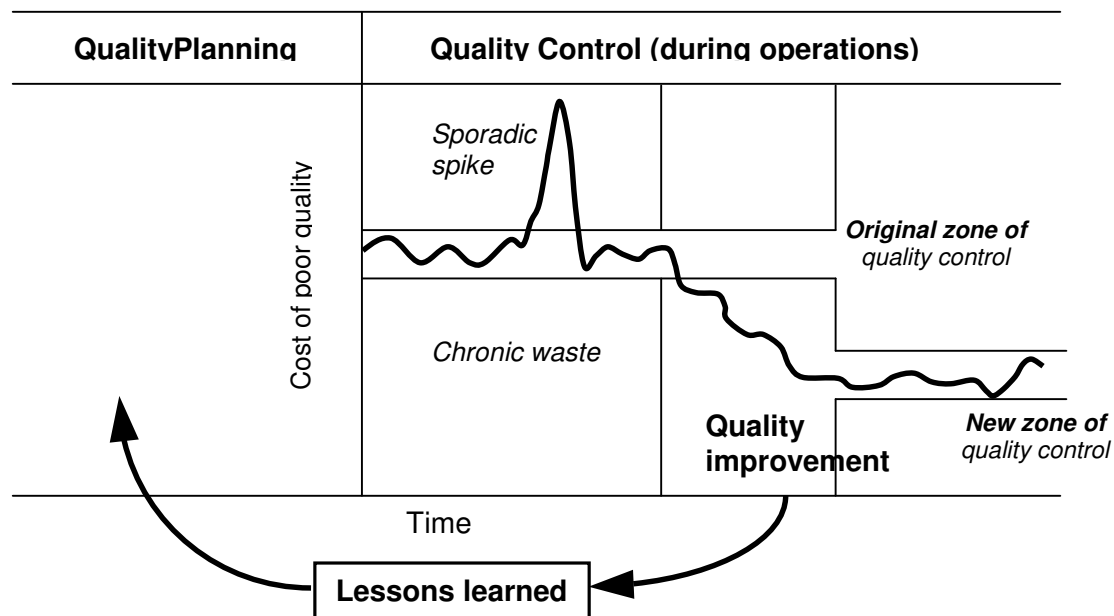 QualityPlanning
Quality Control (during operations)
Sporadic
spike
Cost of poor quality
Original zone of
quality control
Chronic waste
Quality
improvement
New zone of
quality control
Time
Lessons learned